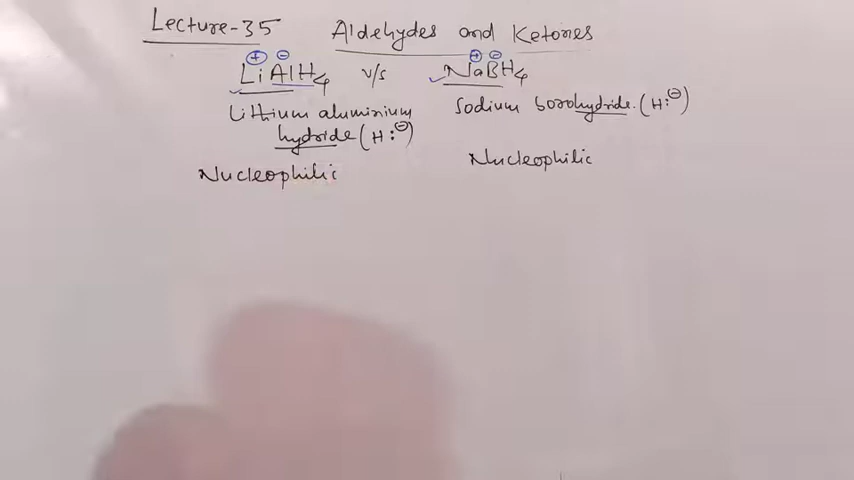 Lecture-35 Aldehydes and Ketones
⊕ ⊖ ⊕ ⊖
LiAlH4 v/s NaBH4
Lithium aluminium sodium borohydride. (H:⊖)
hydride (H:⊖)
Nucleophilic Nucleophilic